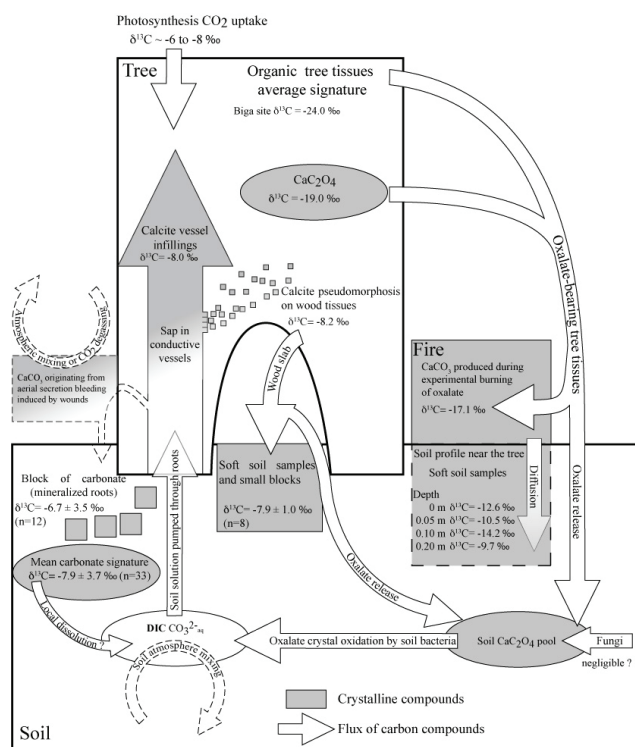 Photosynthesis CO2 uptake
δ¹³C ~ -6 to -8 ‰
Tree
Organic tree tissues
average signature
Biga site δ¹³C = -24.0 ‰
CaC2O4
δ¹³C = -19.0 ‰
Calcite vessel
infillings
δ¹³C= -8.0 ‰
Calcite pseudomorphosis
on wood tissues
δ¹³C= -8.2 ‰
Sap in
conductive
vessels
Wood slab
Oxalate-bearing tree tissues
Atmospheric mixing or CO2 degassing
CaCO3 originating from
aerial secretion bleeding
induced by wounds
Fire
CaCO3 produced during
experimental burning
of oxalate
δ¹³C= -17.1 ‰
Soil profile near the tree
Soft soil samples
Depth
0 m δ¹³C= -12.6 ‰
0.05 m δ¹³C= -10.5 ‰
0.10 m δ¹³C= -14.2 ‰
0.20 m δ¹³C= -9.7 ‰
Diffusion
Oxalate release
Block of carbonate
(mineralized roots)
δ¹³C= -6.7 ± 3.5 ‰
(n=12)
Soft soil samples
and small blocks
δ¹³C= -7.9 ± 1.0 ‰
(n=8)
Mean carbonate signature
δ¹³C= -7.9 ± 3.7 ‰ (n=33)
Soil solution pumped through roots
Oxalate release
Local dissolution ?
DIC CO3²⁻aq
Oxalate crystal oxidation by soil bacteria
Soil CaC2O4 pool
Fungi
negligible ?
Soil atmosphere mixing
Crystalline compounds
Flux of carbon compounds
Soil